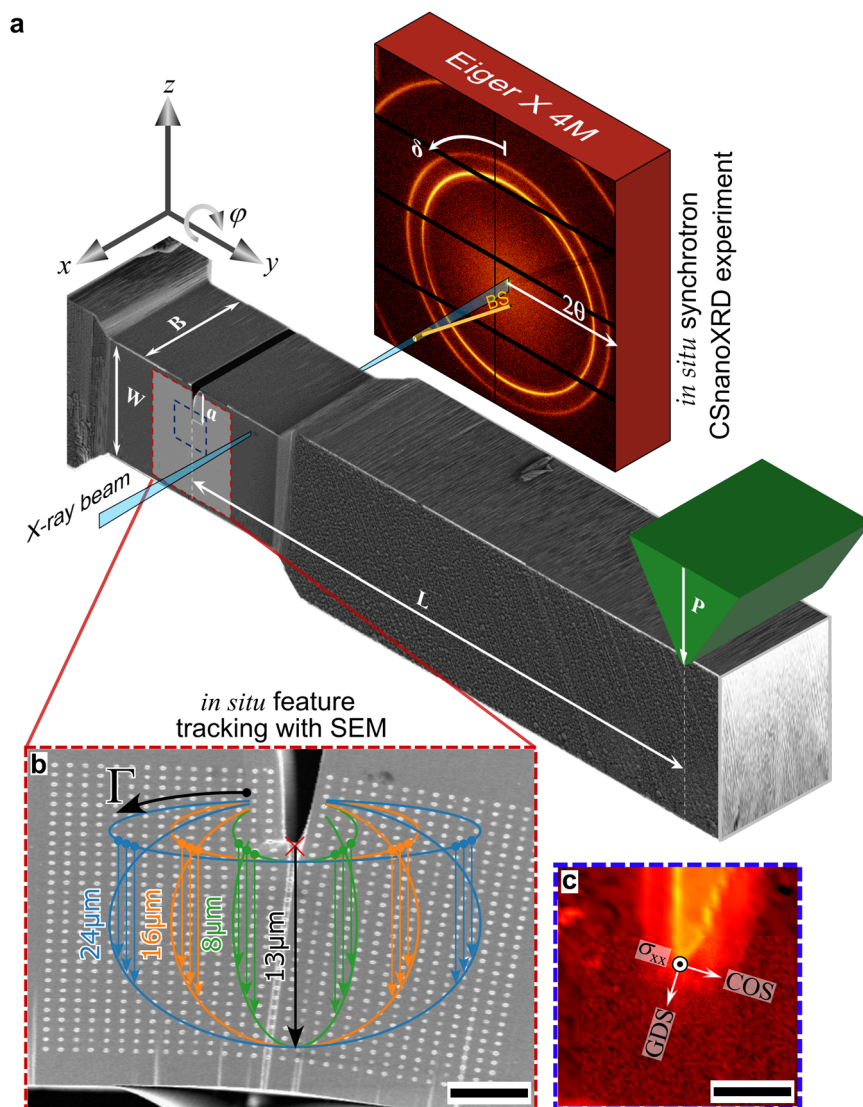 a
z
φ
x
y
Eiger X 4M
δ
BS
2θ
in situ synchrotron
CSnanoXRD experiment
B
W
a
X-ray beam
L
P
in situ feature
tracking with SEM
b
Γ
24μm
16μm
8μm
13μm
c
σxx
COS
GDS